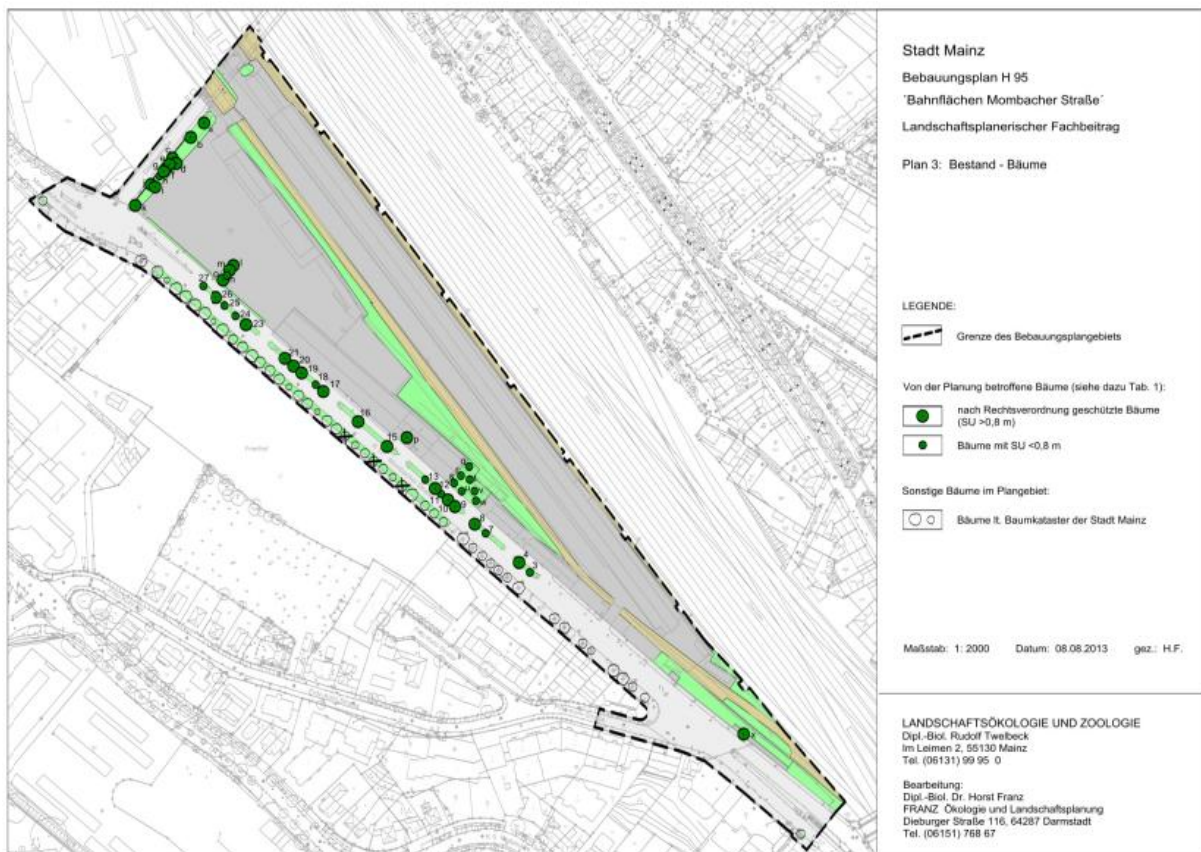 Stadt Mainz
Bebauungsplan H 95
´Bahnflächen Mombacher Straße´
Landschaftsplanerischer Fachbeitrag
Plan 3: Bestand - Bäume
LEGENDE:
Grenze des Bebauungsplangebiets
Von der Planung betroffene Bäume (siehe dazu Tab. 1):
nach Rechtsverordnung geschützte Bäume
(SU >0,8 m)
Bäume mit SU <0,8 m
Sonstige Bäume im Plangebiet:
Bäume lt. Baumkataster der Stadt Mainz
Maßstab: 1: 2000 Datum: 08.08.2013 gez.: H.F.
LANDSCHAFTSÖKOLOGIE UND ZOOLOGIE
Dipl.-Biol. Rudolf Twelbeck
Im Leimen 2, 55130 Mainz
Tel. (06131) 99 95 0
Bearbeitung:
Dipl.-Biol. Dr. Horst Franz
FRANZ Ökologie und Landschaftsplanung
Dieburger Straße 116, 64287 Darmstadt
Tel. (06151) 768 67
m
27
26
25
24
23
21
20
19
18
17
16
15
p
13
11
10
9
8
7
4
3